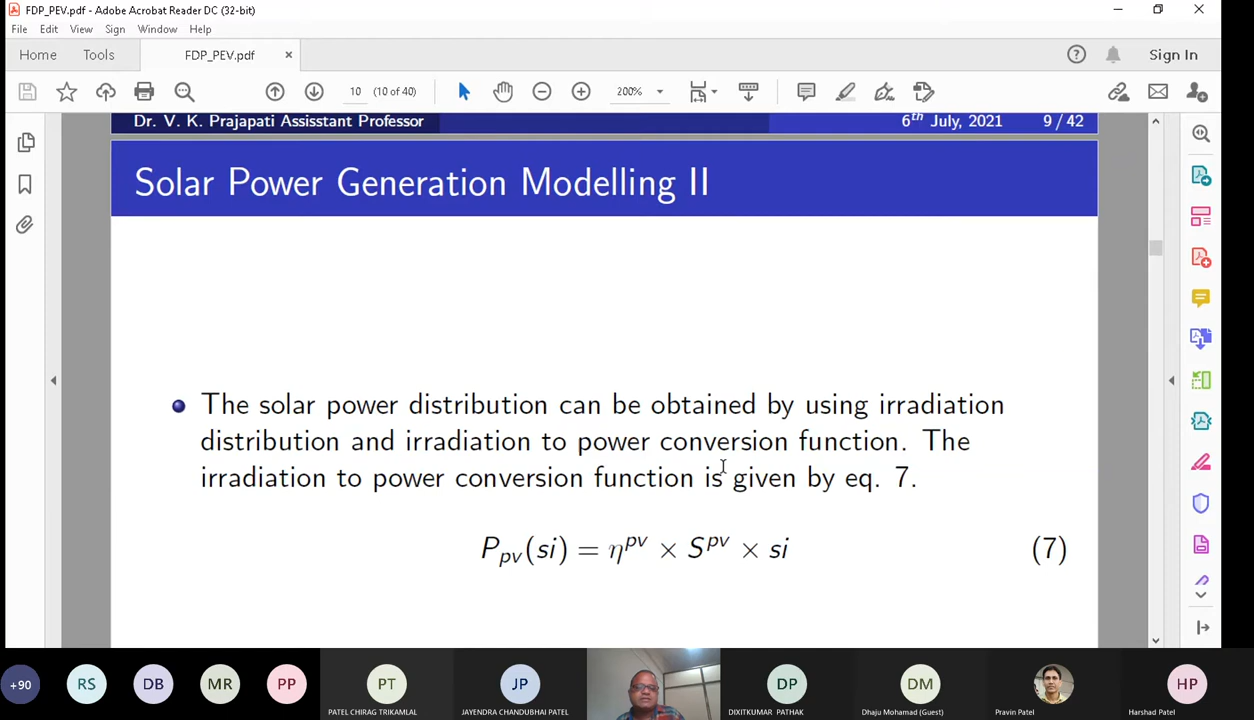 FDP_PEV.pdf - Adobe Acrobat Reader DC (32-bit)
File Edit View Sign Window Help
Home Tools FDP_PEV.pdf × Sign In
10 (10 of 40) 200%
Dr. V. K. Prajapati Assisstant Professor 6th July, 2021 9 / 42
Solar Power Generation Modelling II
The solar power distribution can be obtained by using irradiation
distribution and irradiation to power conversion function. The
irradiation to power conversion function is given by eq. 7.
P_pv(si) = η^pv × S^pv × si (7)
+90 RS DB MR PP PT JP DP DM HP
PATEL CHIRAG TRIKAMLAL JAYENDRA CHANDUBHAI PATEL DIXITKUMAR PATHAK Dhaju Mohamad (Guest) Pravin Patel Harshad Patel